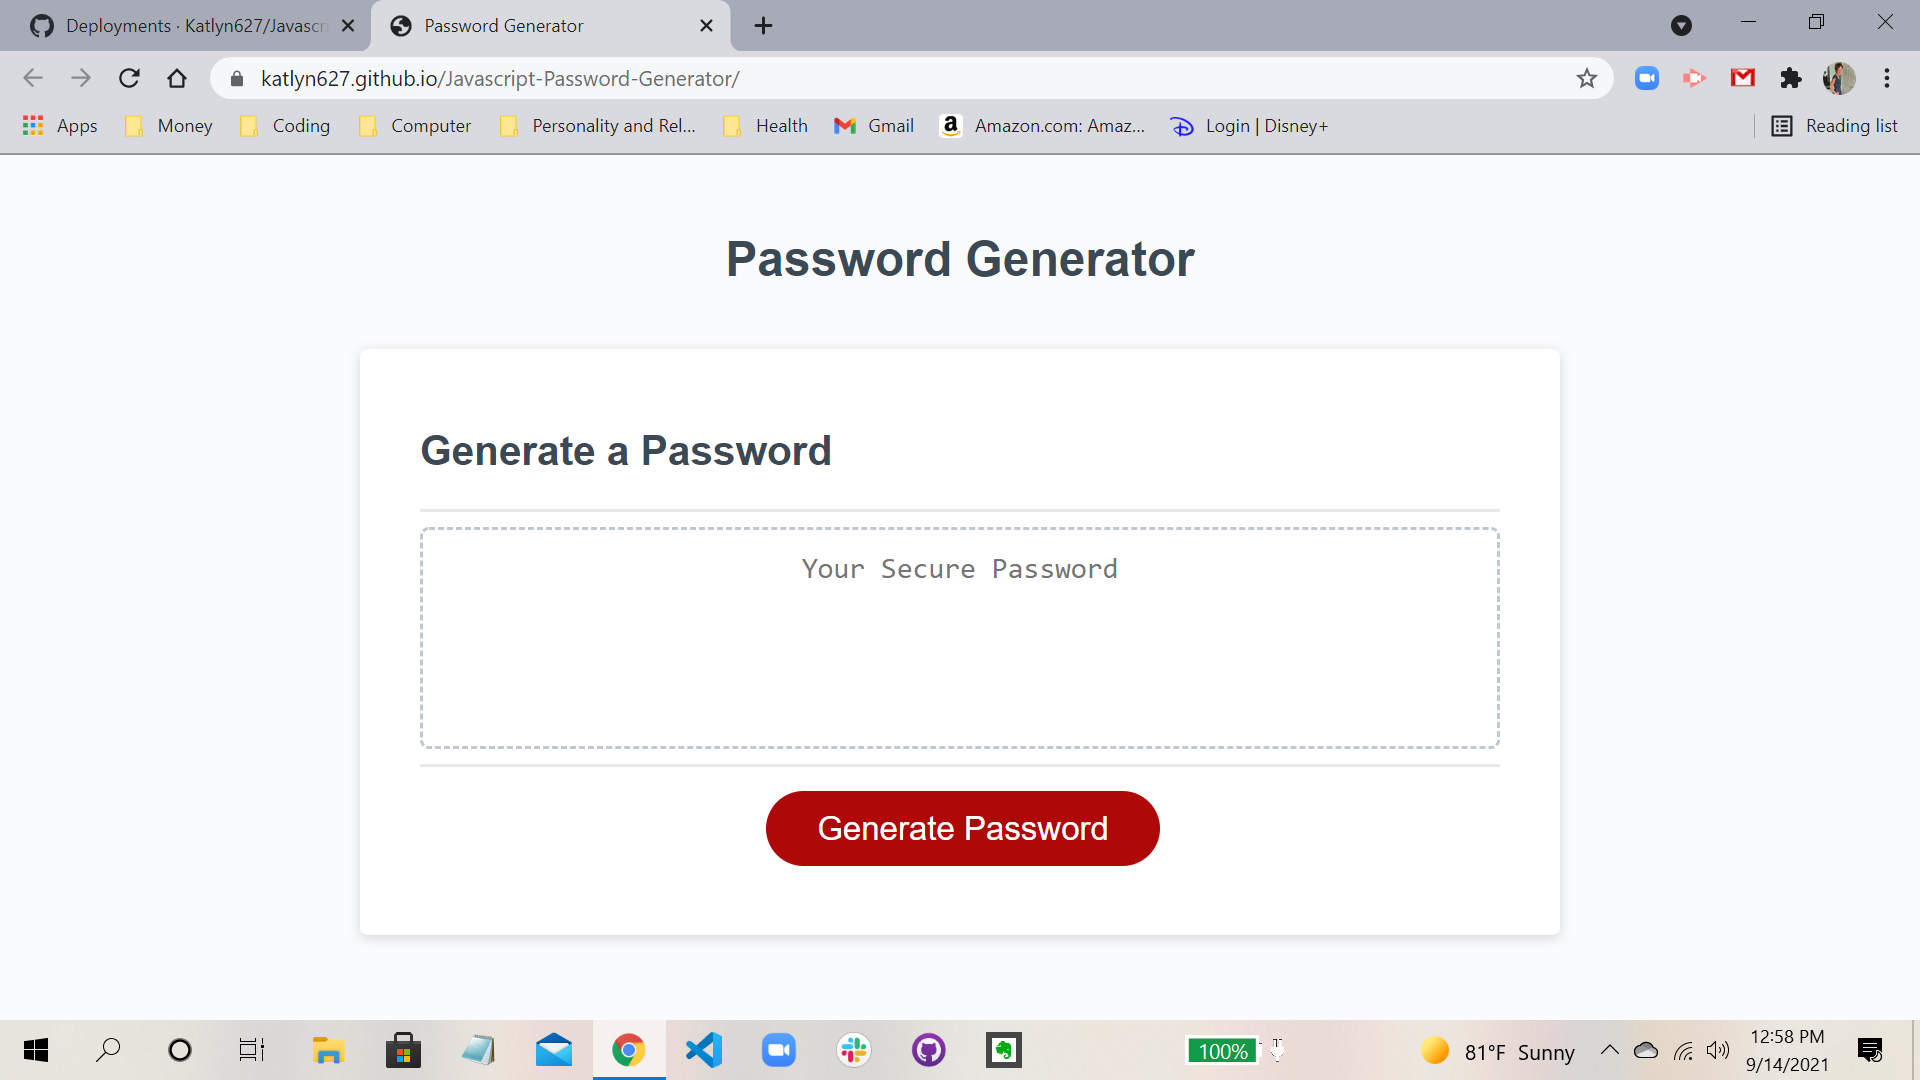 Deployments · Katlyn627/Javascri
Password Generator
katlyn627.github.io/Javascript-Password-Generator/
Apps
Money
Coding
Computer
Personality and Rel...
Health
Gmail
Amazon.com: Amaz...
Login | Disney+
Reading list
Password Generator
Generate a Password
Your Secure Password
Generate Password
100%
81°F Sunny
12:58 PM
9/14/2021